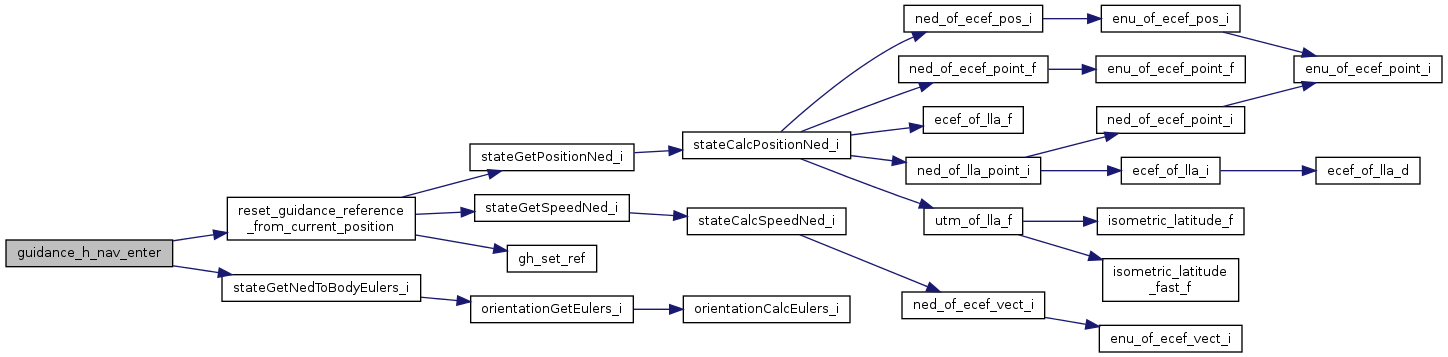 guidance_h_nav_enter
reset_guidance_reference
_from_current_position
stateGetNedToBodyEulers_i
stateGetPositionNed_i
stateGetSpeedNed_i
gh_set_ref
orientationGetEulers_i
stateCalcPositionNed_i
stateCalcSpeedNed_i
orientationCalcEulers_i
ned_of_ecef_pos_i
ned_of_ecef_point_f
ecef_of_lla_f
ned_of_lla_point_i
utm_of_lla_f
ned_of_ecef_vect_i
enu_of_ecef_pos_i
enu_of_ecef_point_f
ned_of_ecef_point_i
ecef_of_lla_i
isometric_latitude_f
isometric_latitude
_fast_f
enu_of_ecef_vect_i
enu_of_ecef_point_i
ecef_of_lla_d